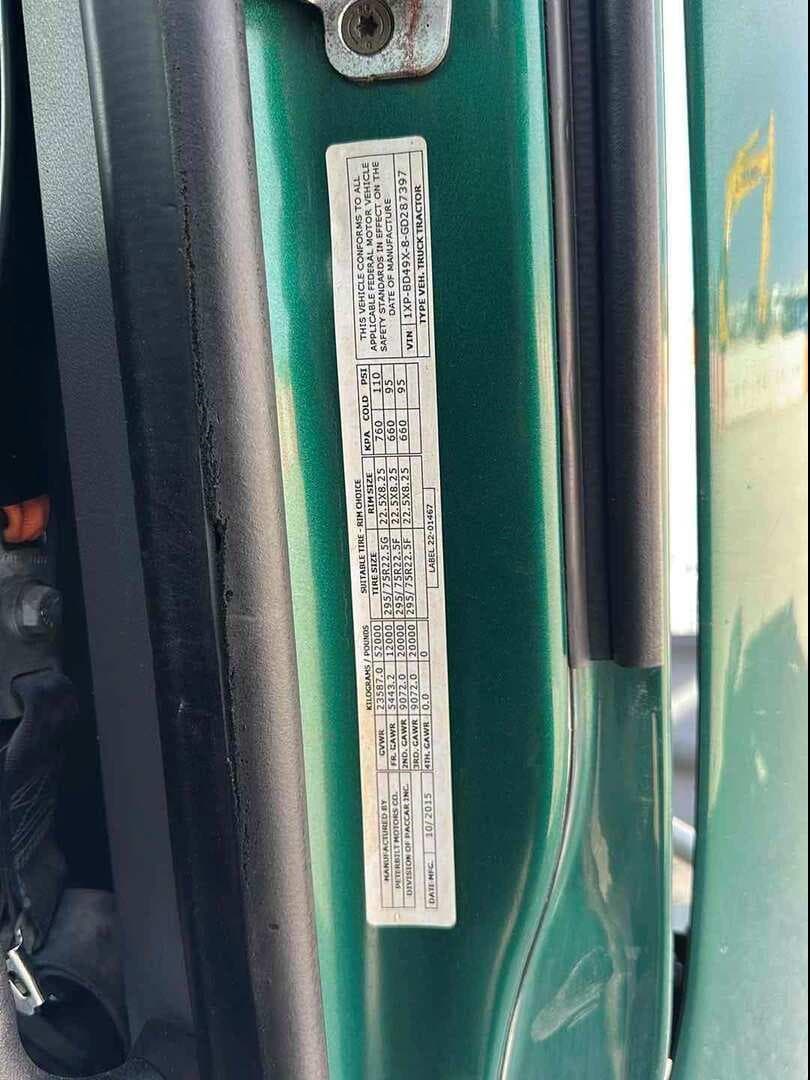 MANUFACTURED BY
PETERBILT MOTORS CO.
DIVISION OF PACCAR INC.
DATE MFG. 10/2015
KILOGRAMS / POUNDS
GVWR 23587.0 52000
FR. GAWR 5443.2 12000
2ND. GAWR 9072.0 20000
3RD. GAWR 9072.0 20000
4TH. GAWR 0.0 0
SUITABLE TIRE - RIM CHOICE
TIRE SIZE RIM SIZE KPA COLD PSI
295/75R22.5G 22.5X8.25 760 110
295/75R22.5F 22.5X8.25 660 95
295/75R22.5F 22.5X8.25 660 95
LABEL 22-01467
THIS VEHICLE CONFORMS TO ALL
APPLICABLE FEDERAL MOTOR VEHICLE
SAFETY STANDARDS IN EFFECT ON THE
DATE OF MANUFACTURE
VIN 1XP-BD49X-8-GD287397
TYPE VEH. TRUCK TRACTOR